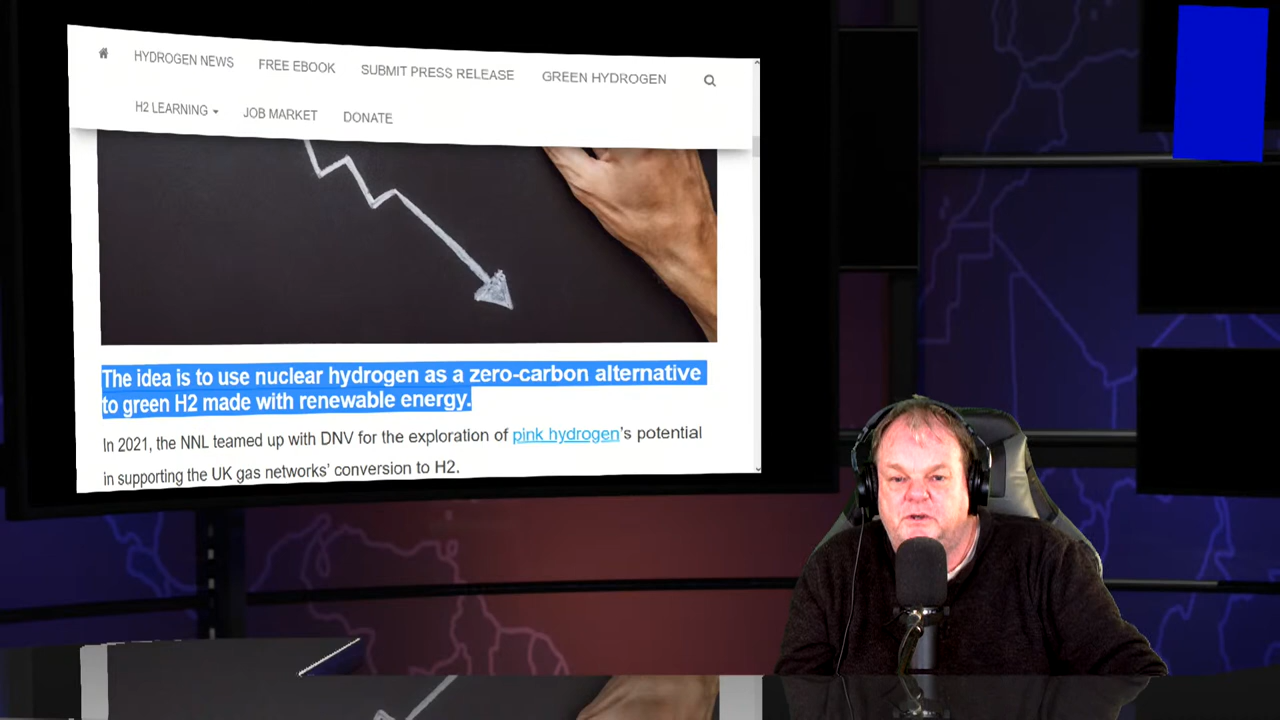 HYDROGEN NEWS FREE EBOOK SUBMIT PRESS RELEASE GREEN HYDROGEN
H2 LEARNING JOB MARKET DONATE
The idea is to use nuclear hydrogen as a zero-carbon alternative
to green H2 made with renewable energy.
In 2021, the NNL teamed up with DNV for the exploration of pink hydrogen's potential
in supporting the UK gas networks' conversion to H2.